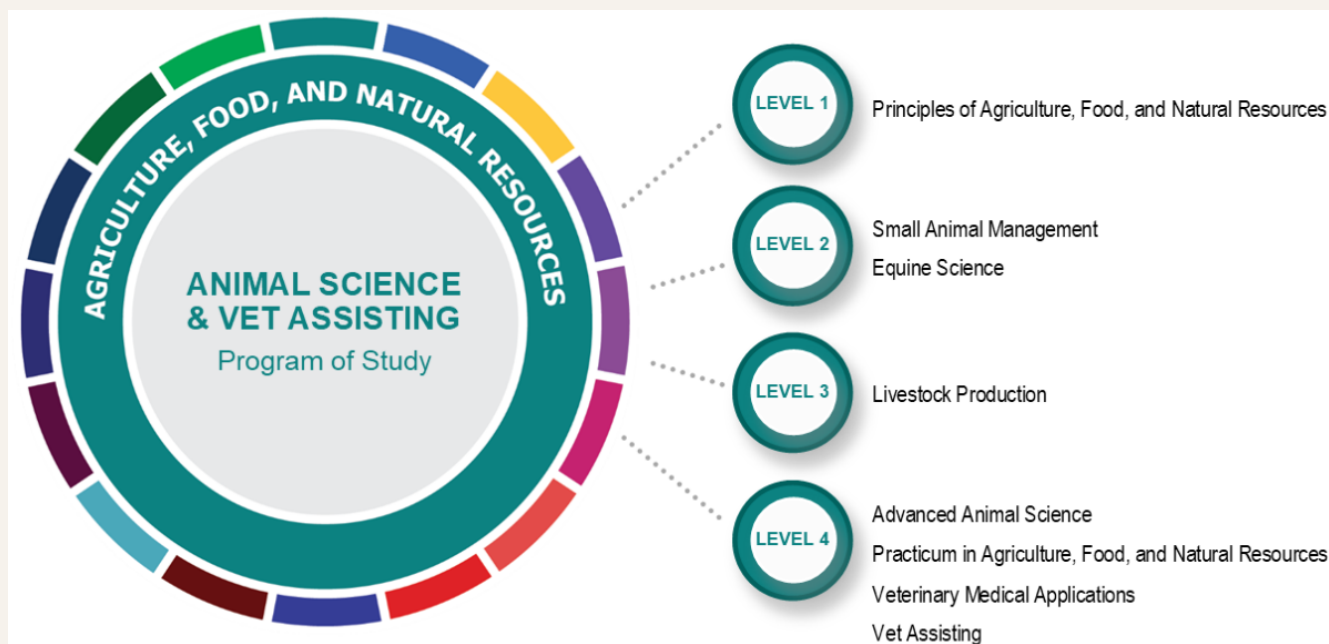 AGRICULTURE, FOOD, AND NATURAL RESOURCES
ANIMAL SCIENCE
& VET ASSISTING
Program of Study
LEVEL 1
Principles of Agriculture, Food, and Natural Resources
LEVEL 2
Small Animal Management
Equine Science
LEVEL 3
Livestock Production
LEVEL 4
Advanced Animal Science
Practicum in Agriculture, Food, and Natural Resources
Veterinary Medical Applications
Vet Assisting